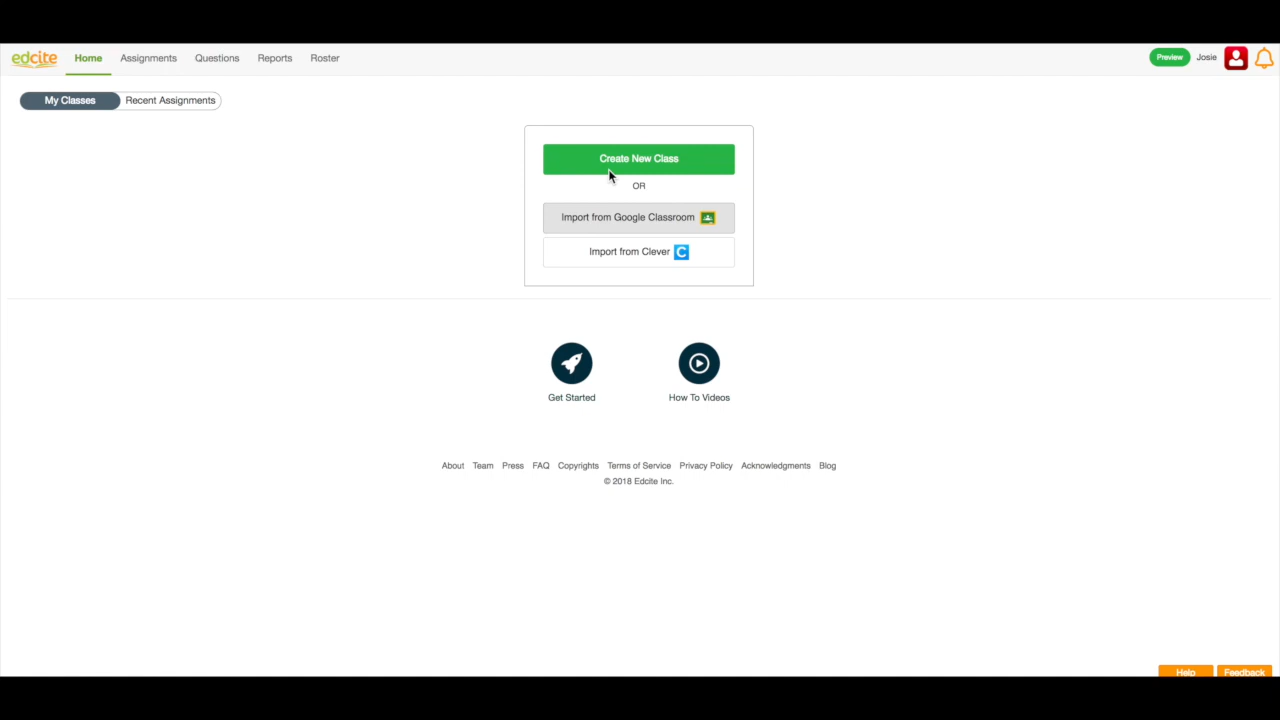 edcite Home Assignments Questions Reports Roster Preview Josie
My Classes Recent Assignments
Create New Class
OR
Import from Google Classroom
Import from Clever C
Get Started How To Videos
About Team Press FAQ Copyrights Terms of Service Privacy Policy Acknowledgments Blog
© 2018 Edcite Inc.
Help Feedback